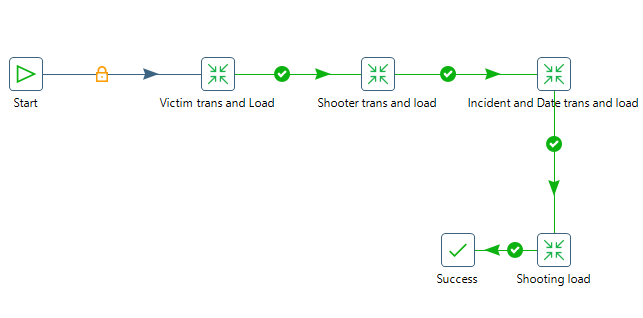 Start
Victim trans and Load
Shooter trans and load
Incident and Date trans and load
Success
Shooting load